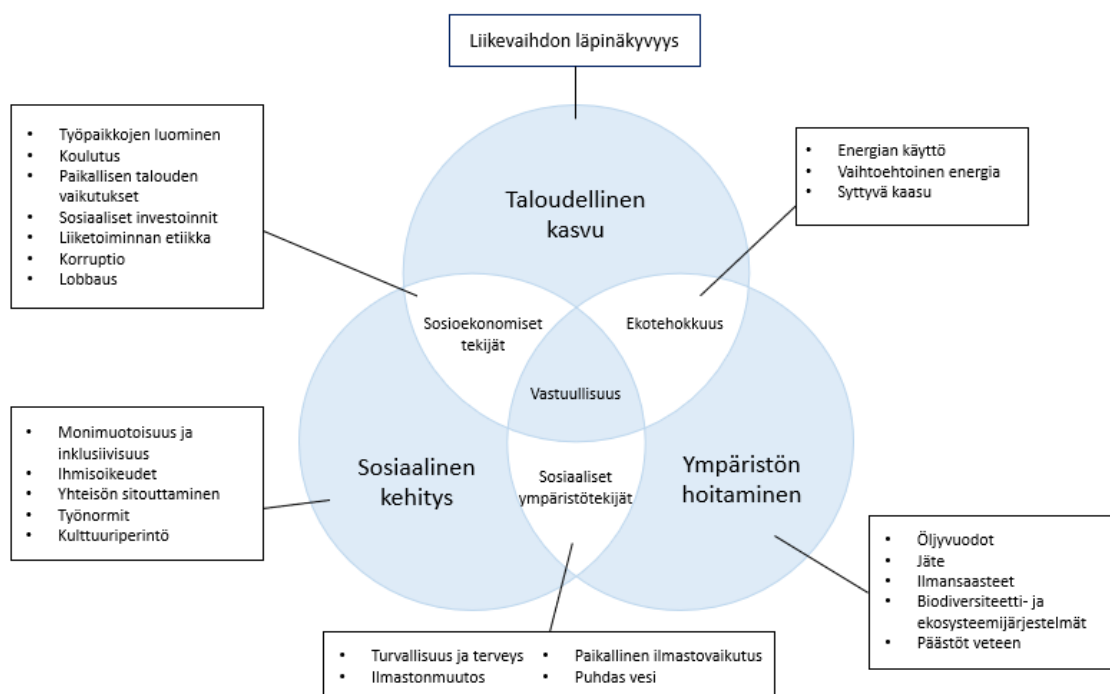 Liikevaihdon läpinäkyvyys
• Työpaikkojen luominen
• Koulutus
• Paikallisen talouden
vaikutukset
• Sosiaaliset investoinnit
• Liiketoiminnan etiikka
• Korruptio
• Lobbaus
• Energian käyttö
• Vaihtoehtoinen energia
• Syttyvä kaasu
Taloudellinen
kasvu
Sosioekonomiset
tekijät
Ekotehokkuus
Vastuullisuus
• Monimuotoisuus ja
inklusiivisuus
• Ihmisoikeudet
• Yhteisön sitouttaminen
• Työnormit
• Kulttuuriperintö
Sosiaalinen
kehitys
Sosiaaliset
ympäristötekijät
Ympäristön
hoitaminen
• Öljyvuodot
• Jäte
• Ilmansaasteet
• Biodiversiteetti- ja
ekosysteemijärjestelmät
• Päästöt veteen
• Turvallisuus ja terveys
• Ilmastonmuutos
• Paikallinen ilmastovaikutus
• Puhdas vesi